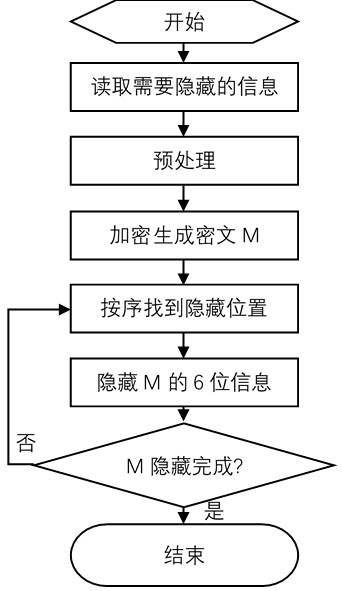 开始
读取需要隐藏的信息
预处理
加密生成密文 M
按序找到隐藏位置
隐藏 M 的 6 位信息
否
M 隐藏完成?
是
结束